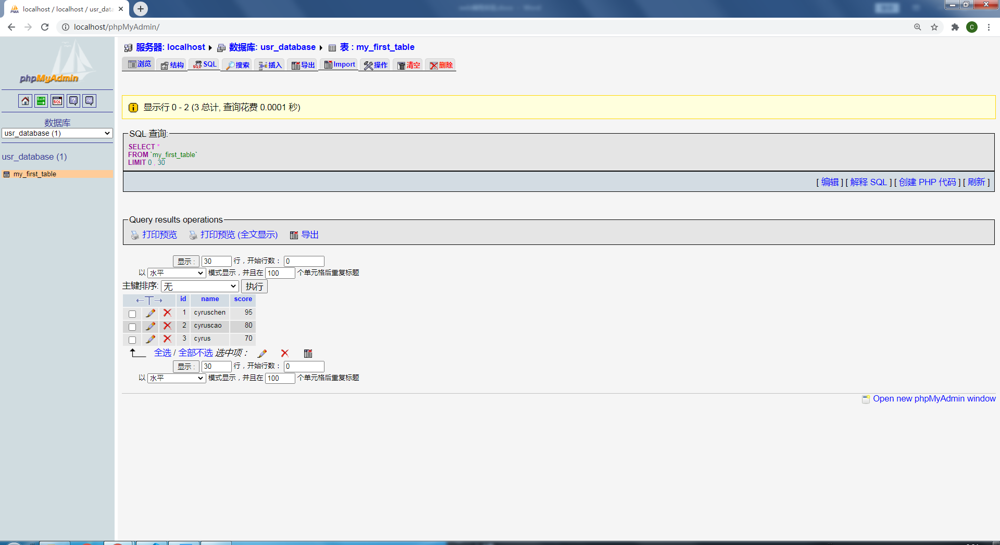 localhost / localhost / usr_data
localhost/phpMyAdmin/
C
phpMyAdmin
数据库
usr_database (1)
usr_database (1)
my_first_table
服务器: localhost 数据库: usr_database 表 : my_first_table
浏览 结构 SQL 搜索 插入 导出 Import 操作 清空 删除
显示行 0 - 2 (3 总计, 查询花费 0.0001 秒)
SQL 查询:
SELECT *
FROM `my_first_table`
LIMIT 0 , 30
[ 编辑 ] [ 解释 SQL ] [ 创建 PHP 代码 ] [ 刷新 ]
Query results operations
打印预览 打印预览 (全文显示) 导出
显示 : 30 行，开始行数： 0
以 水平 模式显示，并且在 100 个单元格后重复标题
主键排序: 无 执行
←T→ id name score
1 cyruschen 95
2 cyruscao 80
3 cyrus 70
全选 / 全部不选 选中项：
显示 : 30 行，开始行数： 0
以 水平 模式显示，并且在 100 个单元格后重复标题
Open new phpMyAdmin window